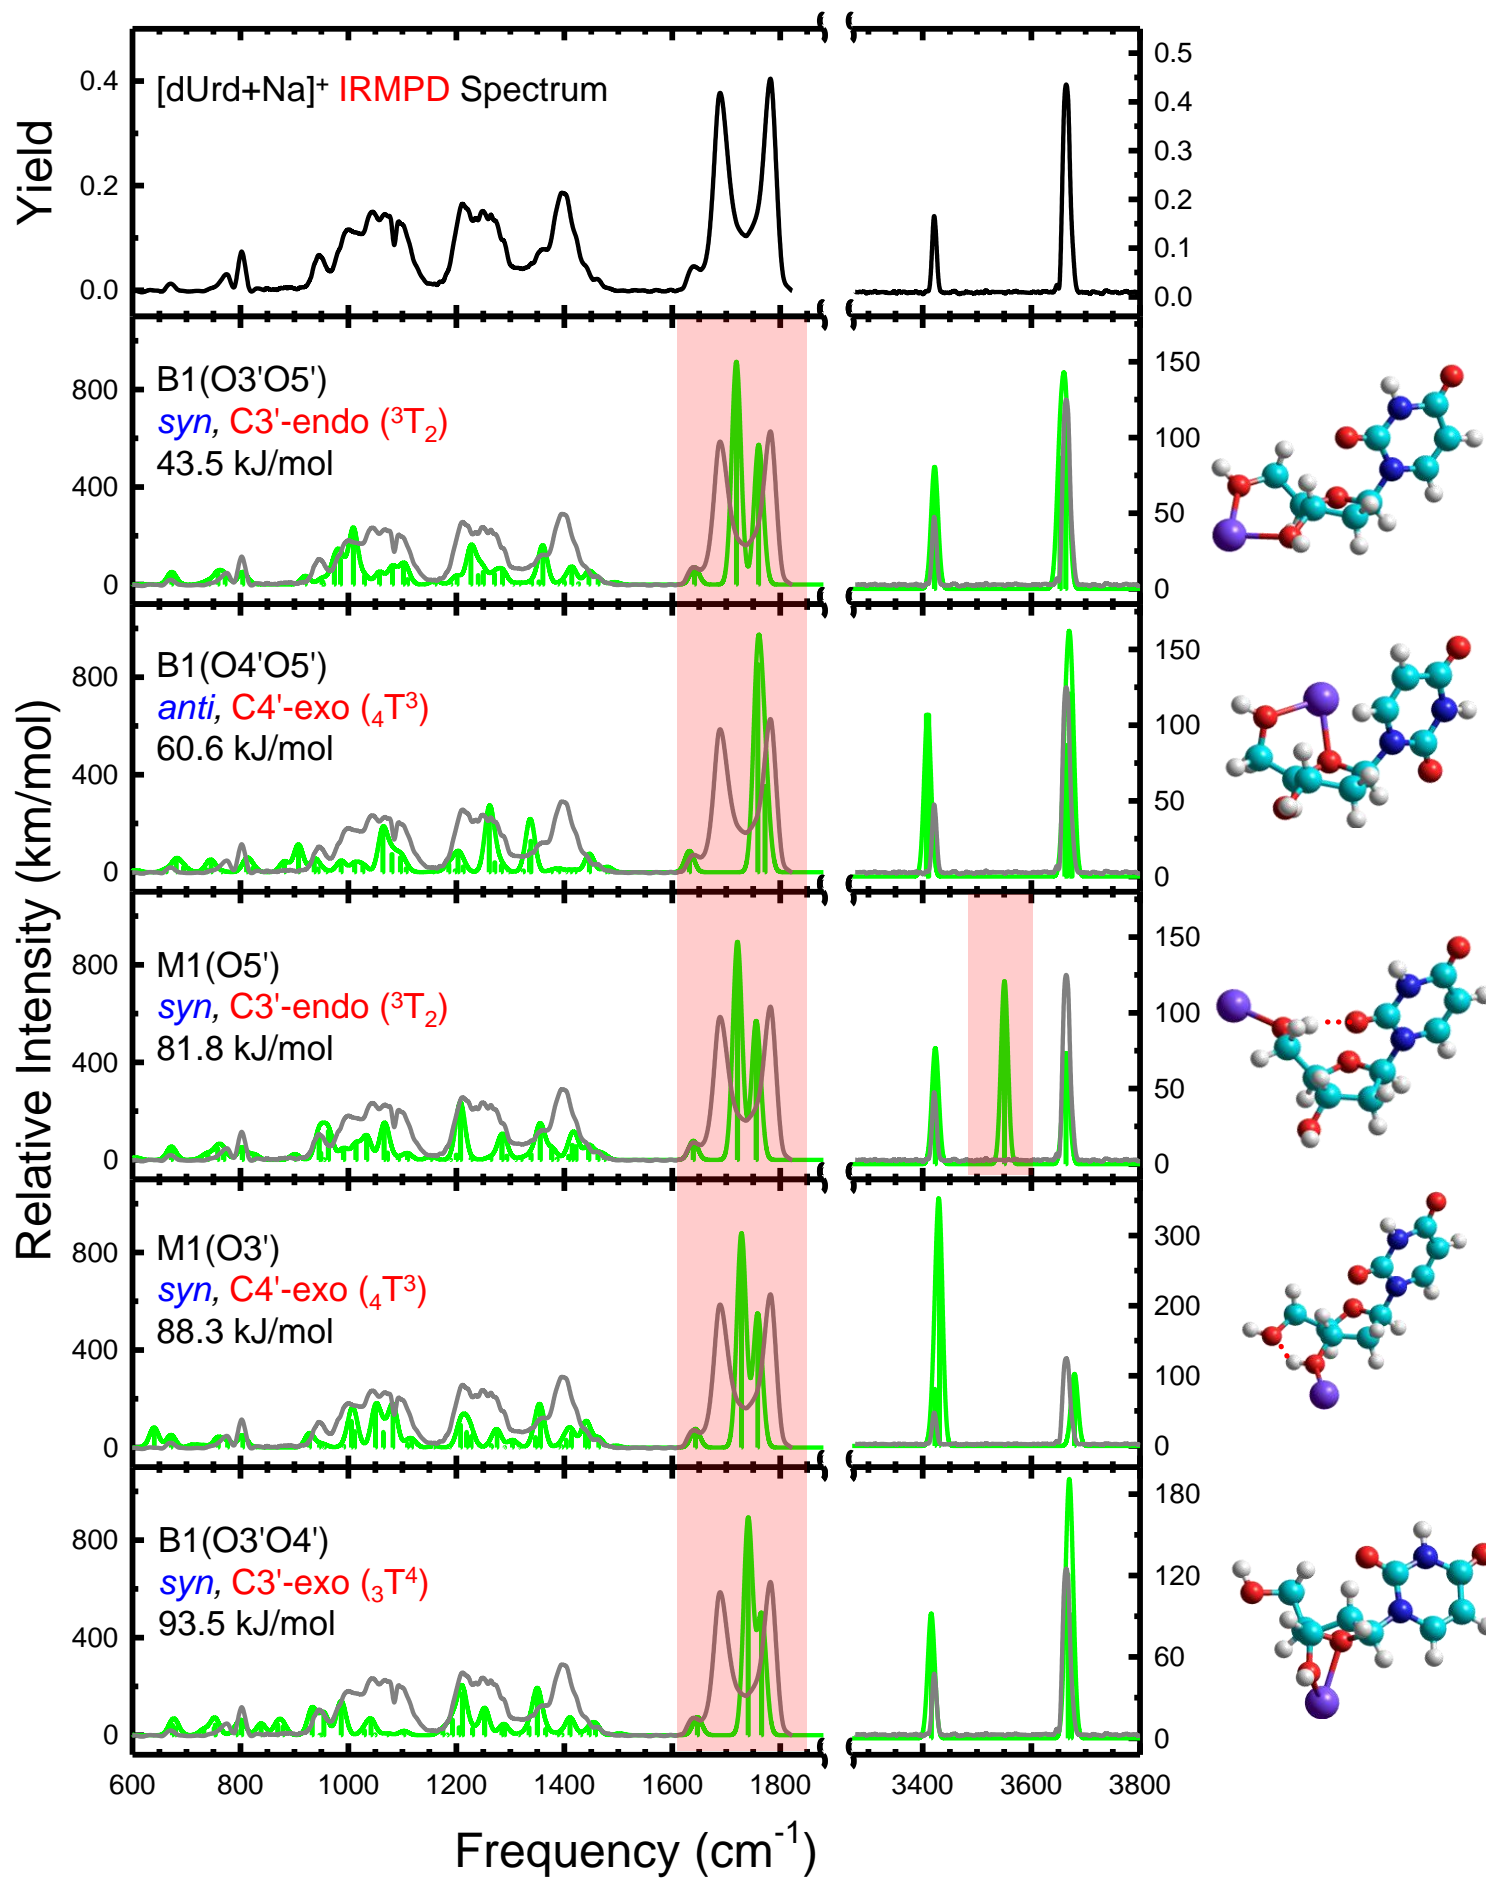 [dUrd+Na]⁺ IRMPD Spectrum
Yield
0.4
0.2
0.0
0.5
0.4
0.3
0.2
0.1
0.0
B1(O3'O5')
syn, C3'-endo (³T₂)
43.5 kJ/mol
800
400
0
150
100
50
0
B1(O4'O5')
anti, C4'-exo (₄T³)
60.6 kJ/mol
800
400
0
150
100
50
0
Relative Intensity (km/mol)
M1(O5')
syn, C3'-endo (³T₂)
81.8 kJ/mol
800
400
0
150
100
50
0
M1(O3')
syn, C4'-exo (₄T³)
88.3 kJ/mol
800
400
0
300
200
100
0
B1(O3'O4')
syn, C3'-exo (₃T⁴)
93.5 kJ/mol
800
400
0
180
120
60
0
600 800 1000 1200 1400 1600 1800 3400 3600 3800
Frequency (cm⁻¹)